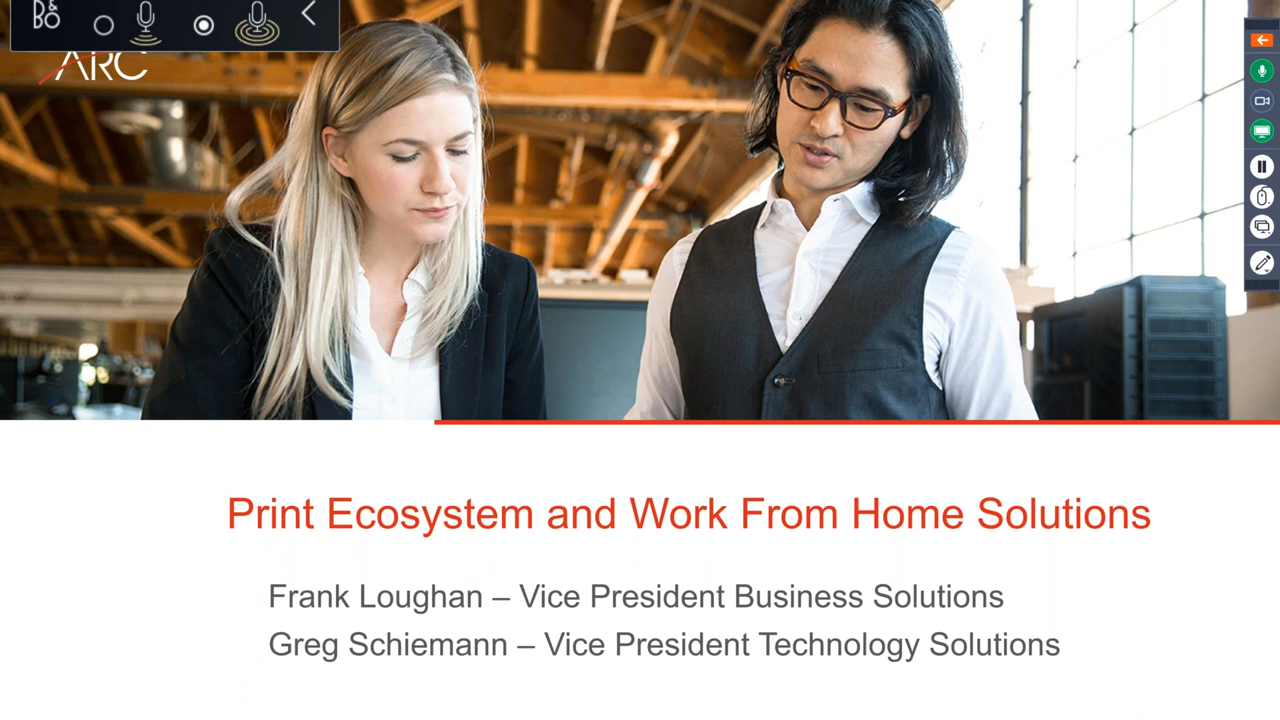 B&O
ARC
Print Ecosystem and Work From Home Solutions
Frank Loughan – Vice President Business Solutions
Greg Schiemann – Vice President Technology Solutions